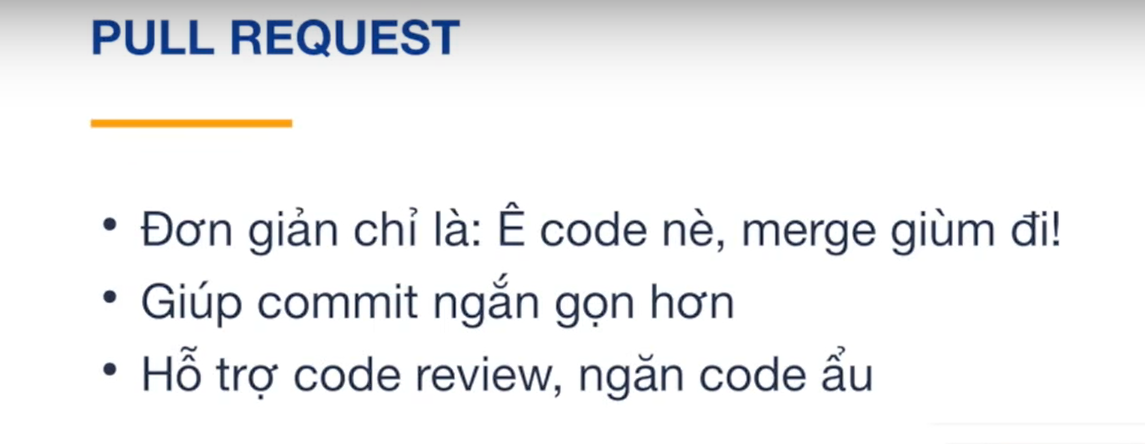 PULL REQUEST
• Đơn giản chỉ là: Ê code nè, merge giùm đi!
• Giúp commit ngắn gọn hơn
• Hỗ trợ code review, ngăn code ẩu